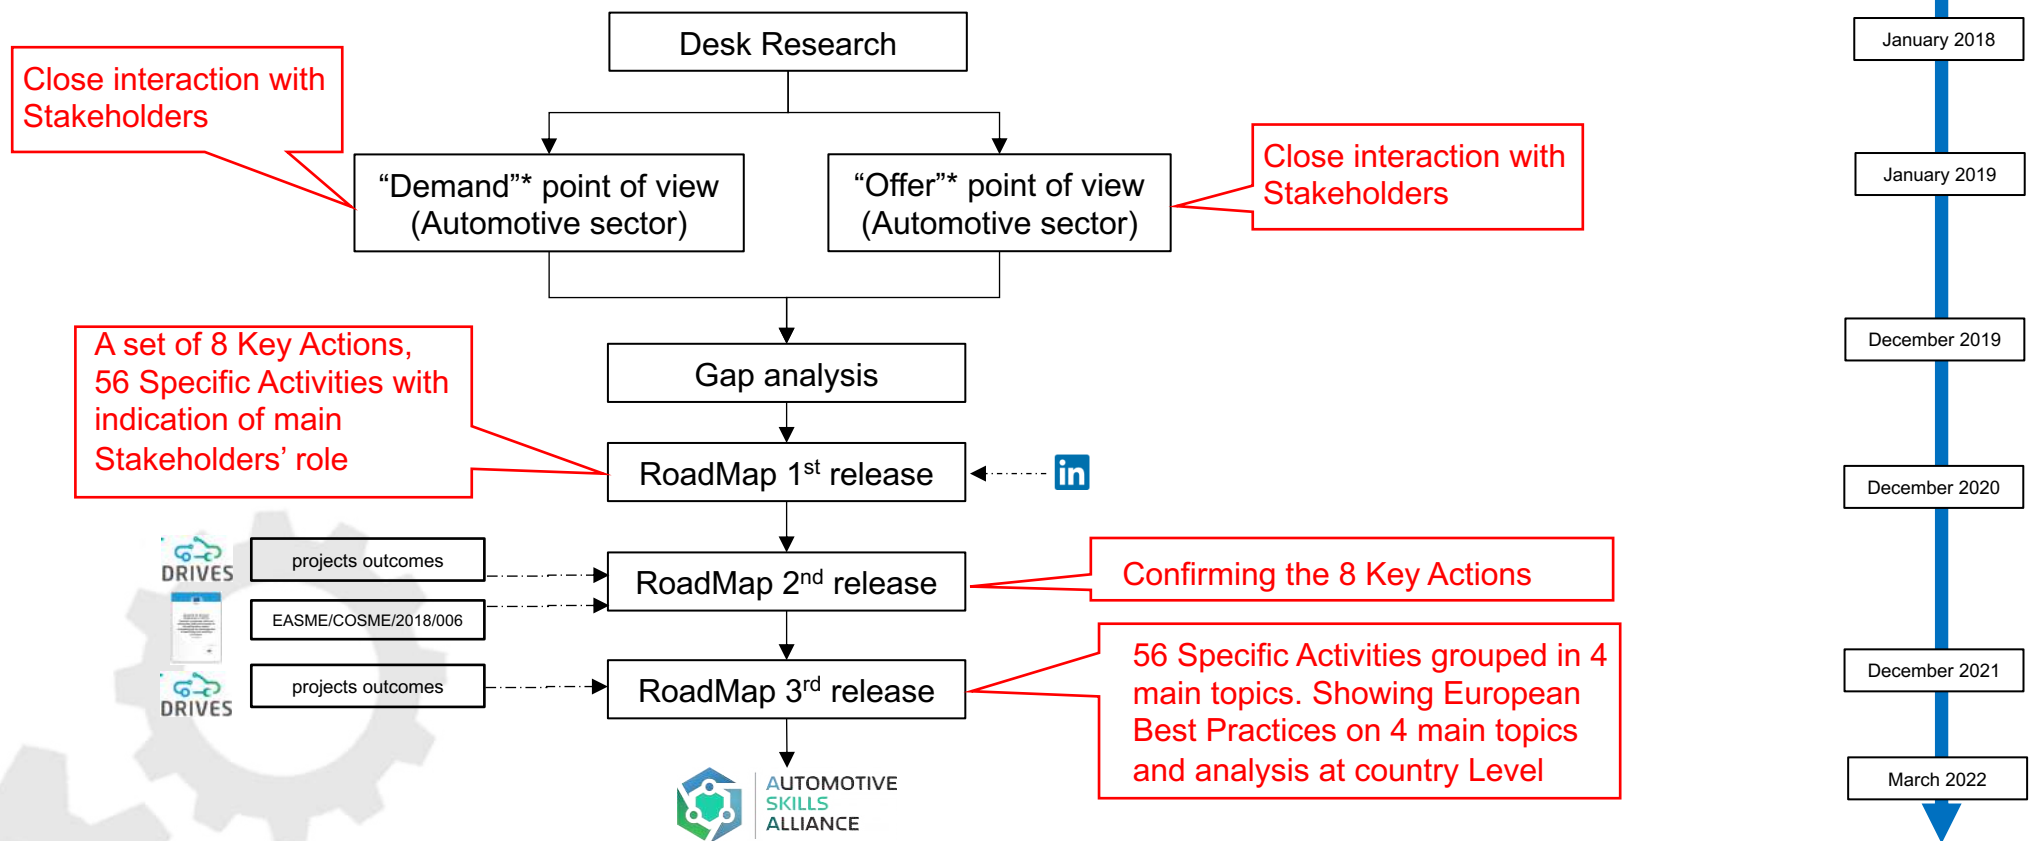 Desk Research
January 2018
Close interaction with
Stakeholders
Close interaction with
Stakeholders
January 2019
“Demand”* point of view
(Automotive sector)
“Offer”* point of view
(Automotive sector)
December 2019
A set of 8 Key Actions,
56 Specific Activities with
indication of main
Stakeholders’ role
Gap analysis
RoadMap 1st release
in
December 2020
DRIVES
projects outcomes
RoadMap 2nd release
Confirming the 8 Key Actions
EASME/COSME/2018/006
DRIVES
projects outcomes
RoadMap 3rd release
56 Specific Activities grouped in 4
main topics. Showing European
Best Practices on 4 main topics
and analysis at country Level
December 2021
March 2022
AUTOMOTIVE
SKILLS
ALLIANCE